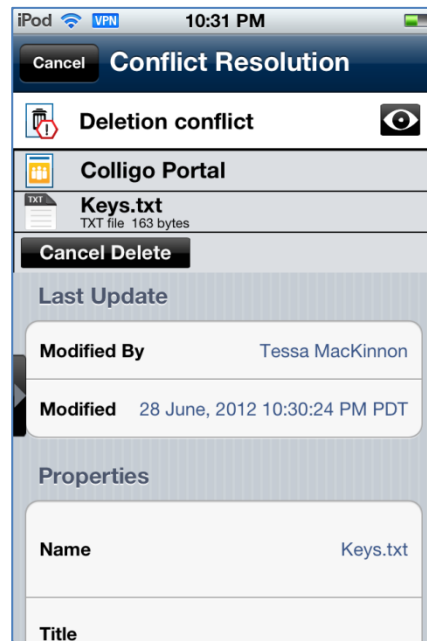 iPod VPN 10:31 PM
Cancel Conflict Resolution
Deletion conflict
Colligo Portal
TXT
Keys.txt
TXT file 163 bytes
Cancel Delete
Last Update
Modified By Tessa MacKinnon
Modified 28 June, 2012 10:30:24 PM PDT
Properties
Name Keys.txt
Title